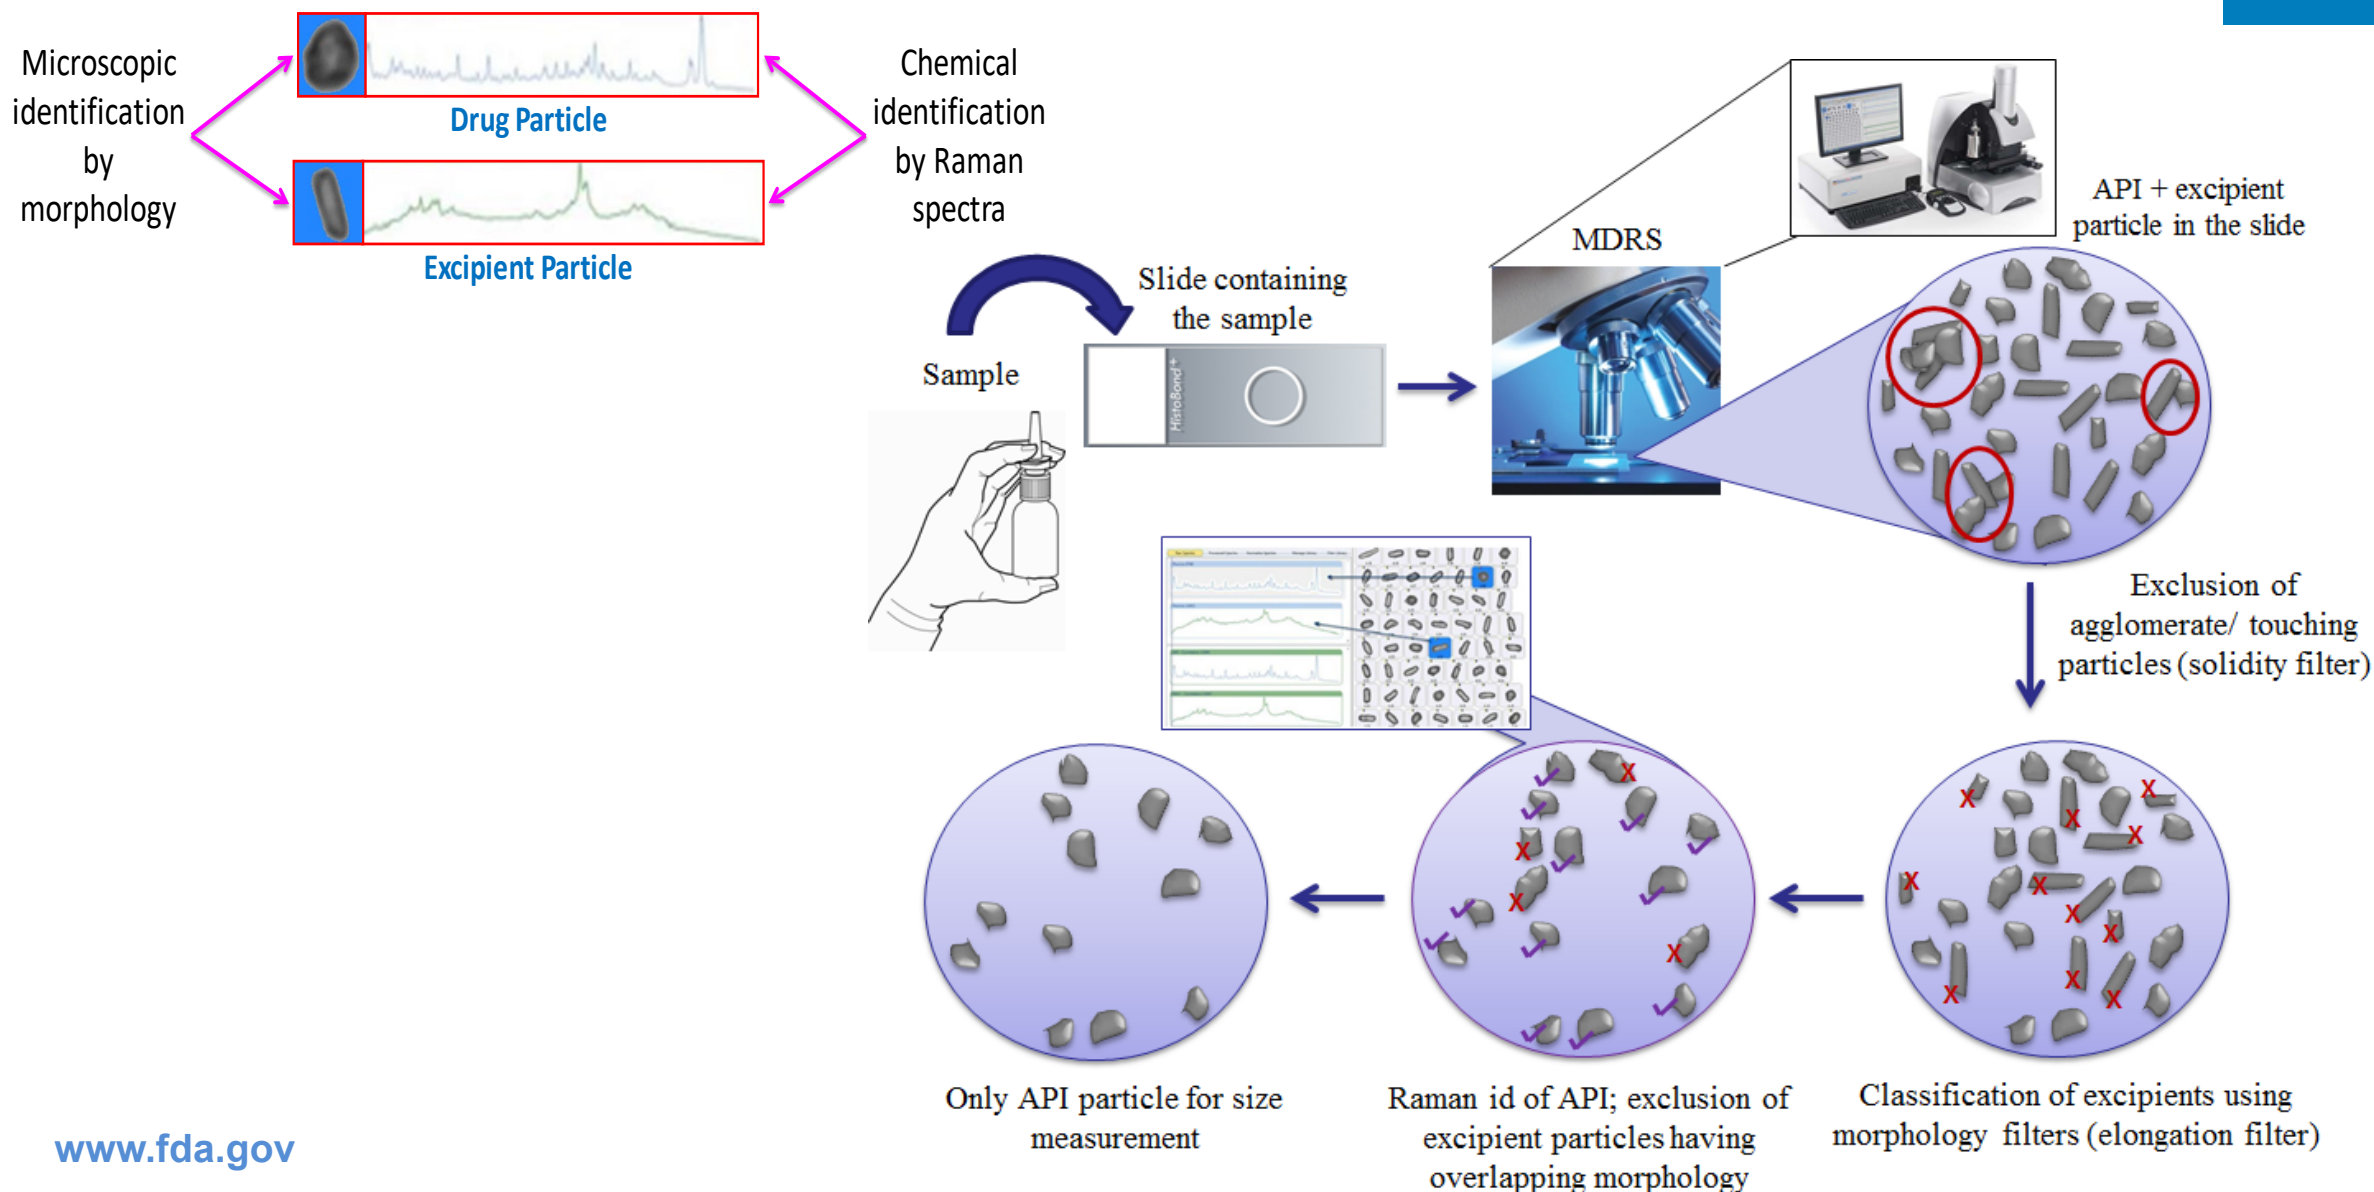 Microscopic
identification
by
morphology
Drug Particle
Excipient Particle
Chemical
identification
by Raman
spectra
Sample
Slide containing
the sample
HistoBond+
MDRS
API + excipient
particle in the slide
Exclusion of
agglomerate/ touching
particles (solidity filter)
Classification of excipients using
morphology filters (elongation filter)
Raman id of API; exclusion of
excipient particles having
overlapping morphology
Only API particle for size
measurement
www.fda.gov